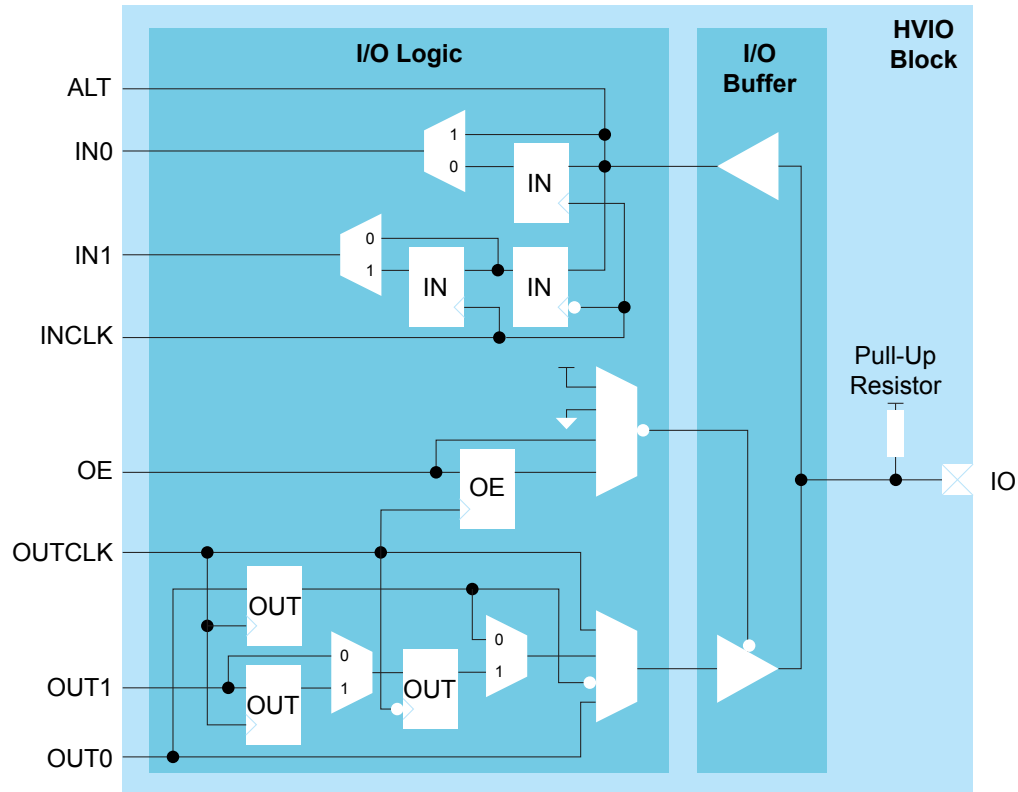 HVIO
Block
I/O Logic
I/O
Buffer
ALT
1
IN0
0
IN
0
IN1
1
IN
IN
INCLK
Pull-Up
Resistor
OE
OE
IO
OUTCLK
OUT
0
0
1
OUT1
1
OUT
OUT
OUT0